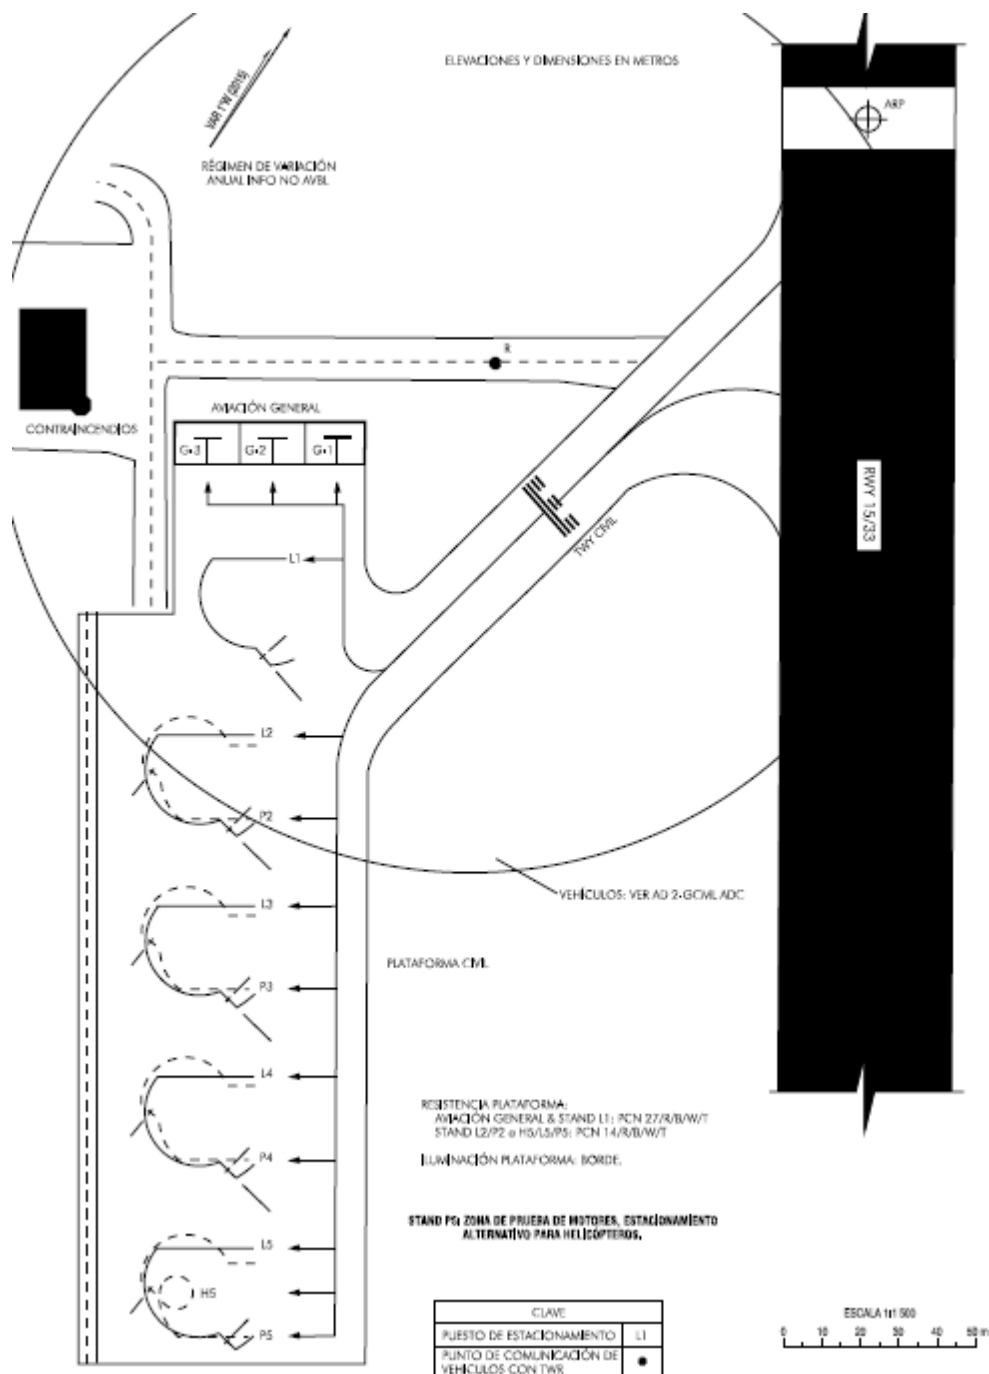 ELEVACIONES Y DIMENSIONES EN METROS
VAR 1°W (2015)
ARP
RÉGIMEN DE VARIACIÓN
ANUAL INFO NO AVBL
R
CONTRAINCENDIOS
AVIACIÓN GENERAL
G-3
G-2
G-1
RWY 15/33
TWY CIVIL
L1
L2
P2
VEHÍCULOS: VER AD 2-GCML ADC
L3
PLATAFORMA CIVIL
P3
L4
RESISTENCIA PLATAFORMA:
AVIACIÓN GENERAL & STAND L1: PCN 27/R/B/W/T
STAND L2/P2 a H5/L5/P5: PCN 14/R/B/W/T
ILUMINACIÓN PLATAFORMA: BORDE.
P4
STAND P5: ZONA DE PRUEBA DE MOTORES, ESTACIONAMIENTO
ALTERNATIVO PARA HELICÓPTEROS.
L5
H5
P5
CLAVE
PUESTO DE ESTACIONAMIENTO L1
PUNTO DE COMUNICACIÓN DE
VEHÍCULOS CON TWR
ESCALA 1:1 500
0 10 20 30 40 50 m